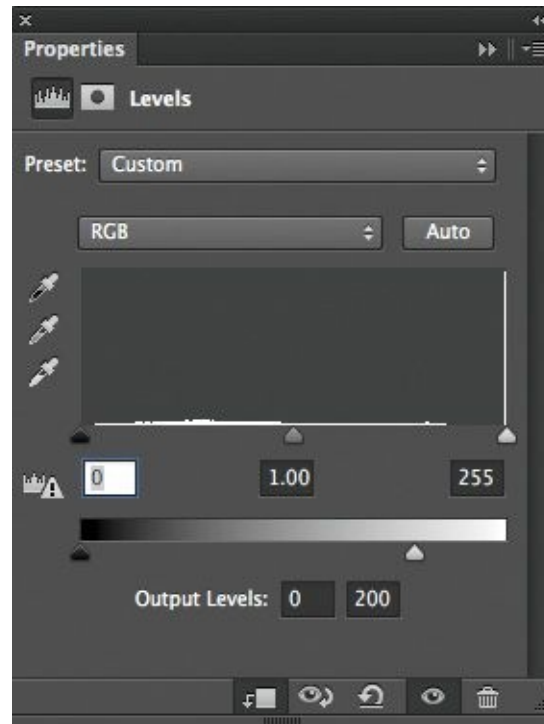 Properties
Levels
Preset: Custom
RGB Auto
0 1.00 255
Output Levels: 0 200